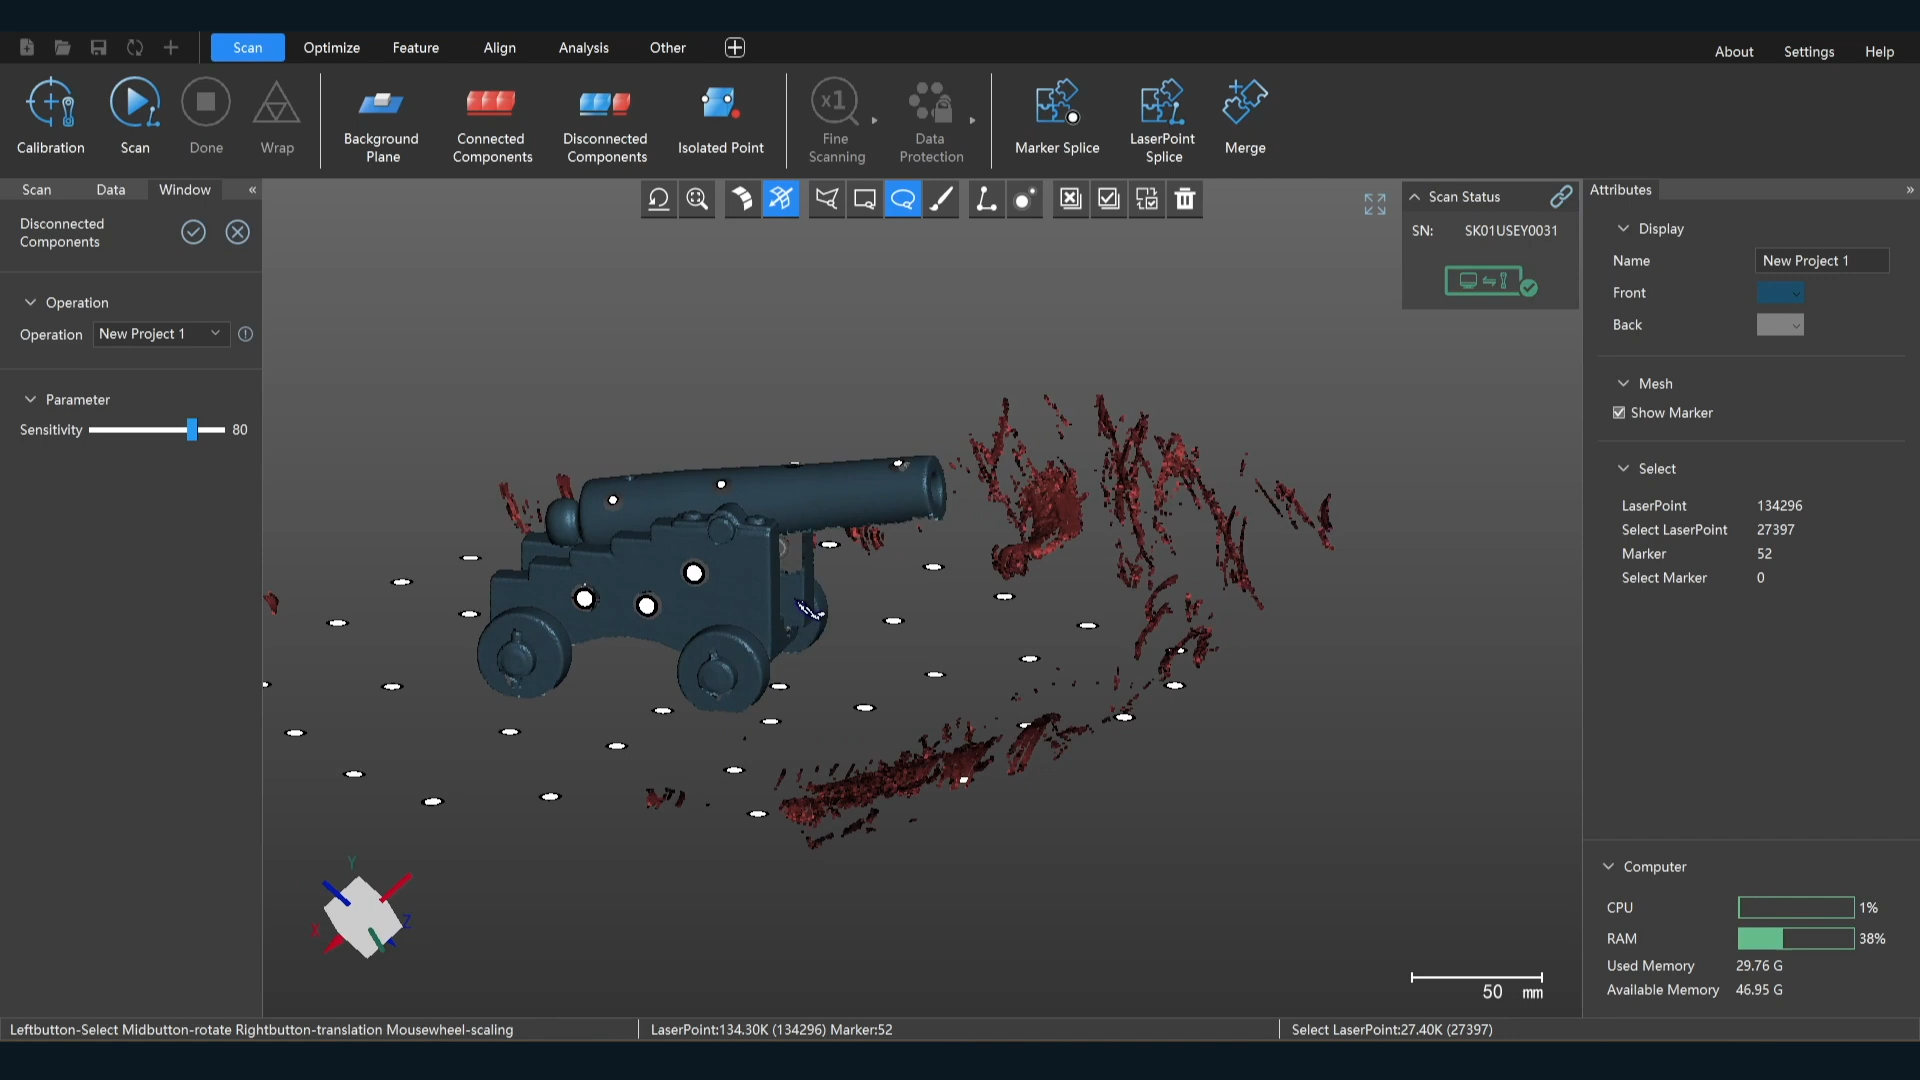 Scan Optimize Feature Align Analysis Other
About Settings Help
Calibration Scan Done Wrap
Background Plane
Connected Components
Disconnected Components
Isolated Point
x1
Fine Scanning
Data Protection
Marker Splice
LaserPoint Splice
Merge
Scan Data Window «
Disconnected
Components
Operation
Operation New Project 1
Parameter
Sensitivity 80
Scan Status
SN: SK01USEY0031
Y
X
Z
50 mm
Attributes »
Display
Name New Project 1
Front
Back
Mesh
Show Marker
Select
LaserPoint 134296
Select LaserPoint 27397
Marker 52
Select Marker 0
Computer
CPU 1%
RAM 38%
Used Memory 29.76 G
Available Memory 46.95 G
Leftbutton-Select Midbutton-rotate Rightbutton-translation Mousewheel-scaling
LaserPoint:134.30K (134296) Marker:52
Select LaserPoint:27.40K (27397)